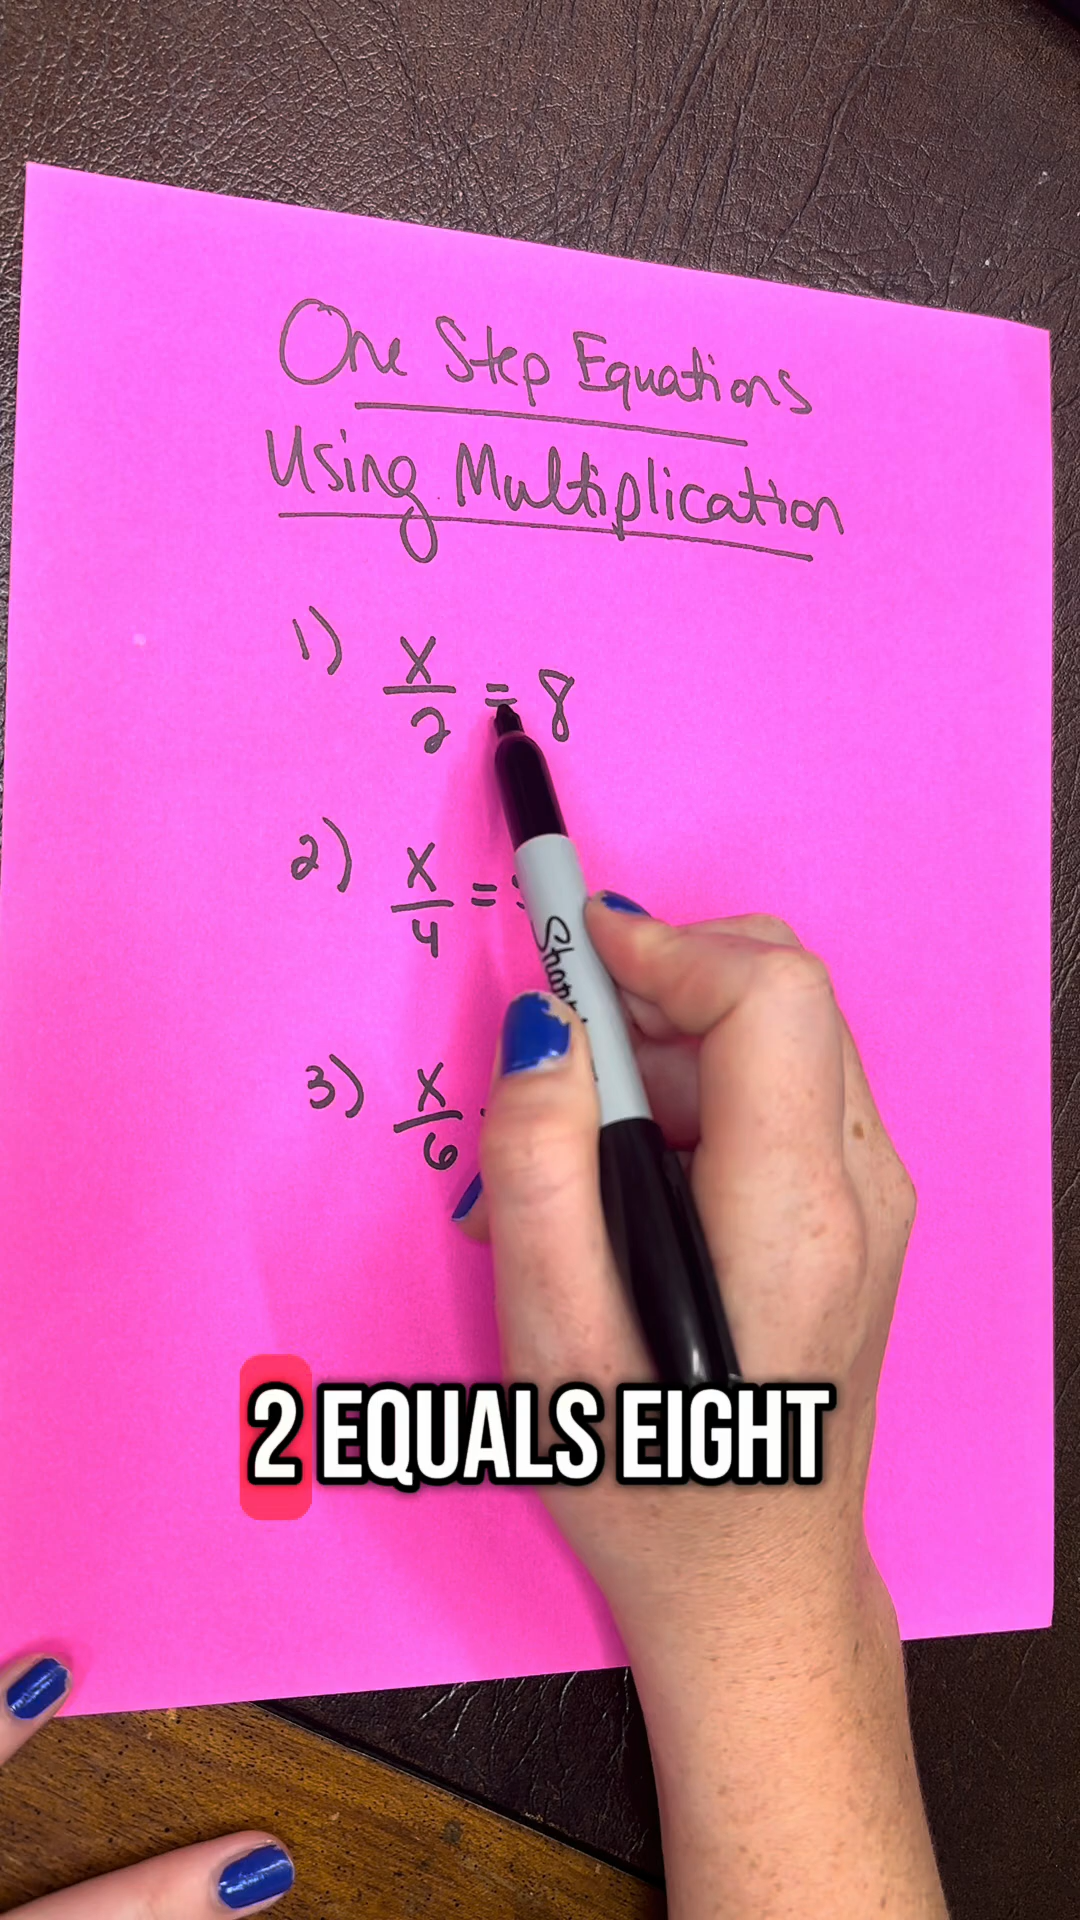 One Step Equations
Using Multiplication
1) x/2 = 8
2) x/4 =
3) x/6
2 EQUALS EIGHT